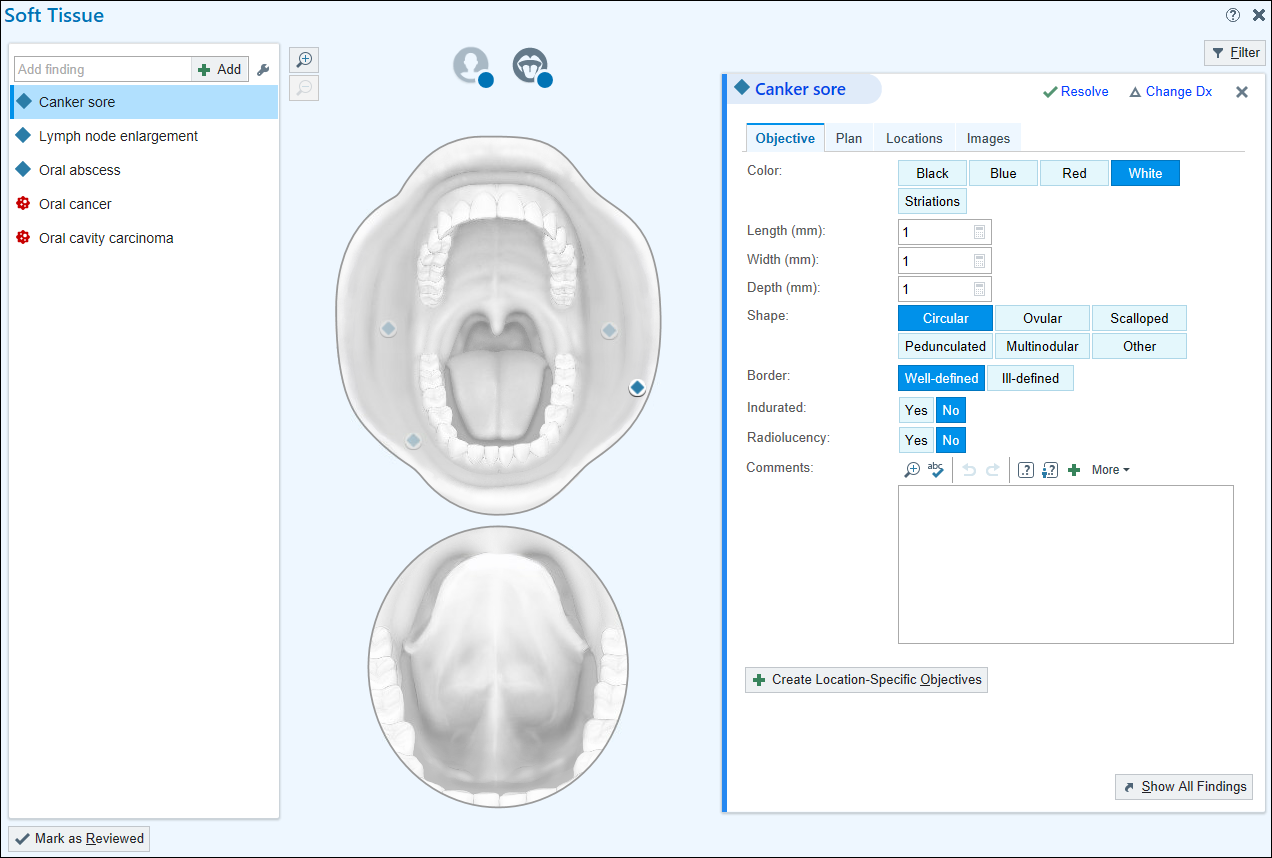 Soft Tissue
Filter
Add finding
Add
Canker sore
Lymph node enlargement
Oral abscess
Oral cancer
Oral cavity carcinoma
Canker sore
Resolve
Change Dx
Objective Plan Locations Images
Color: Black Blue Red White
Striations
Length (mm): 1
Width (mm): 1
Depth (mm): 1
Shape: Circular Ovular Scalloped
Pedunculated Multinodular Other
Border: Well-defined Ill-defined
Indurated: Yes No
Radiolucency: Yes No
Comments: abc More
Create Location-Specific Objectives
Show All Findings
Mark as Reviewed